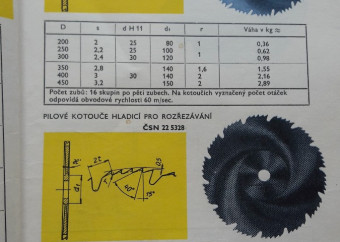 D s d H 11 d₁ r Váha v kg ≈
200 2 25 80 1 0,36
250 2,2 25 100 0,62
300 2,4 30 120 0,98
350 2,8 140 1,6 1,55
400 3 30 140 2 2,16
450 3,2 150 2 2,89
Počet zubů: 16 skupin po pěti zubech. Na kotoučích vyznačený počet otáček
odpovídá obvodové rychlosti 60 m/sec.
PILOVÉ KOTOUČE HLADICÍ PRO ROZŘEZÁVÁNÍ
ČSN 22 5328
d₁
15°